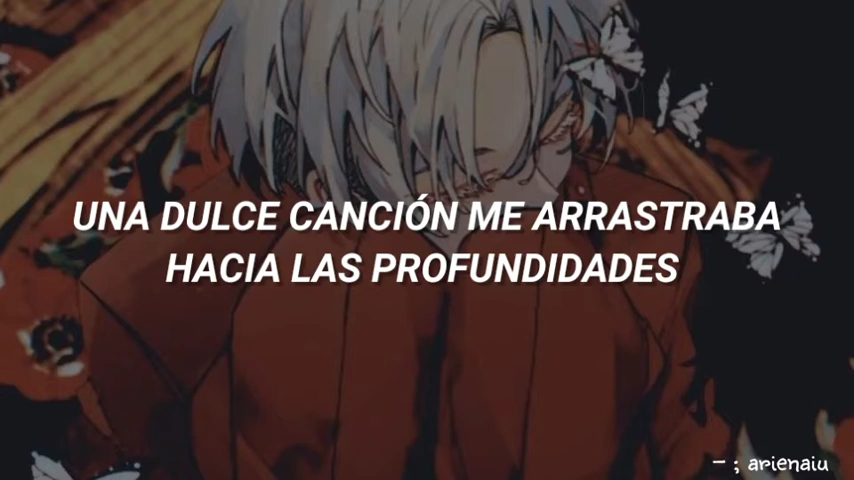 UNA DULCE CANCIÓN ME ARRASTRABA
HACIA LAS PROFUNDIDADES
– ; arienaiu